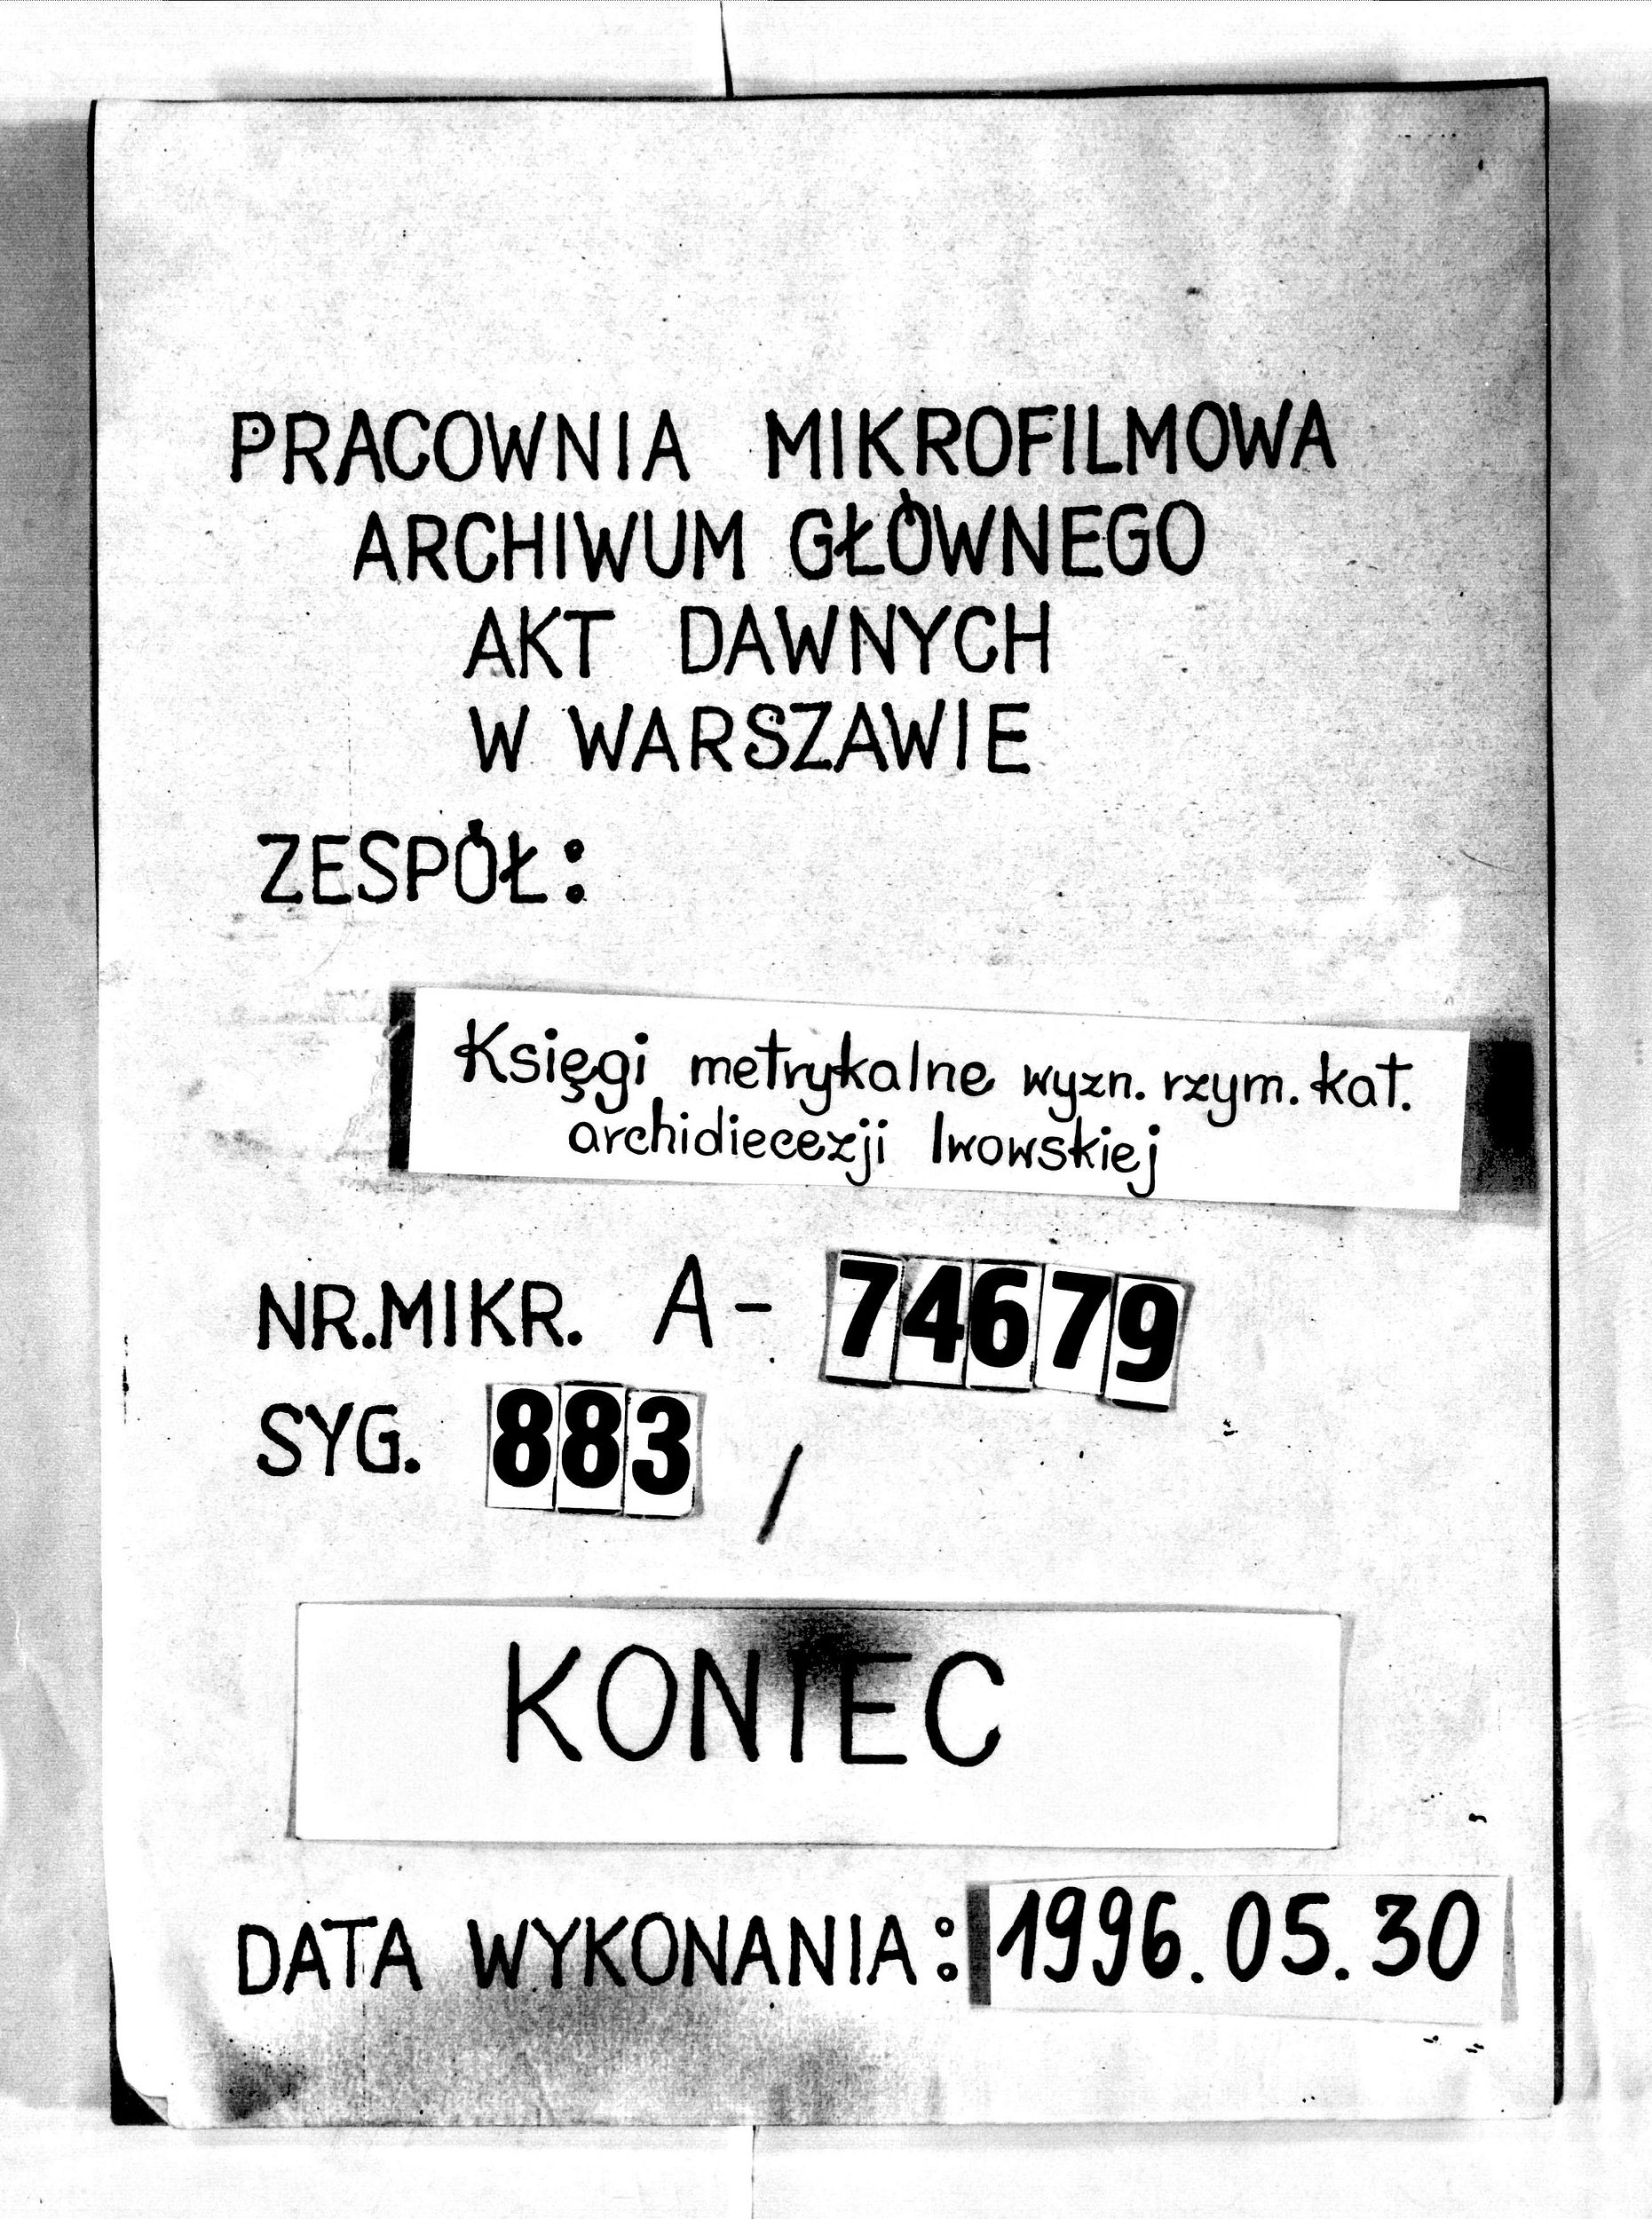 PRACOWNIA MIKROFILMOWA
ARCHIWUM GŁÓWNEGO
AKT DAWNYCH
W WARSZAWIE
ZESPÓŁ:
Księgi metrykalne wyzn. rzym. kat.
archidiecezji lwowskiej
NR.MIKR. A- 74679
SYG. 883 /
KONIEC
DATA WYKONANIA: 1996.05.30